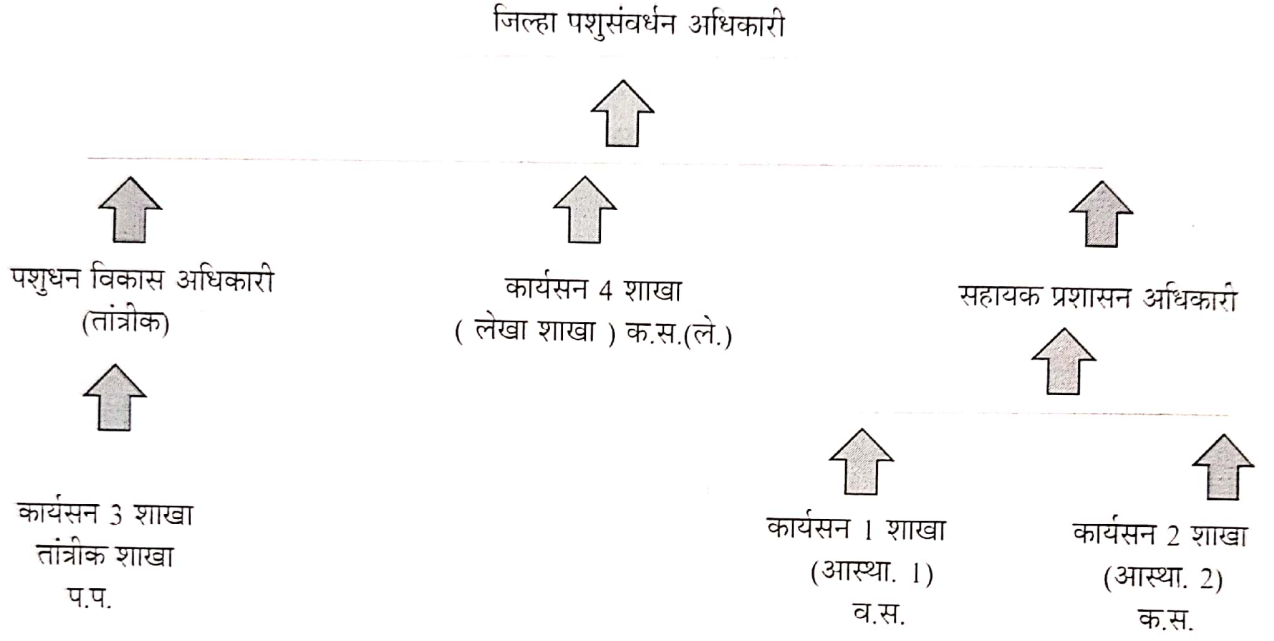 जिल्हा पशुसंवर्धन अधिकारी
पशुधन विकास अधिकारी
(तांत्रीक)
कार्यसन 4 शाखा
( लेखा शाखा ) क.स.(ले.)
सहायक प्रशासन अधिकारी
कार्यसन 3 शाखा
तांत्रीक शाखा
प.प.
कार्यसन 1 शाखा
(आस्था. 1)
व.स.
कार्यसन 2 शाखा
(आस्था. 2)
क.स.